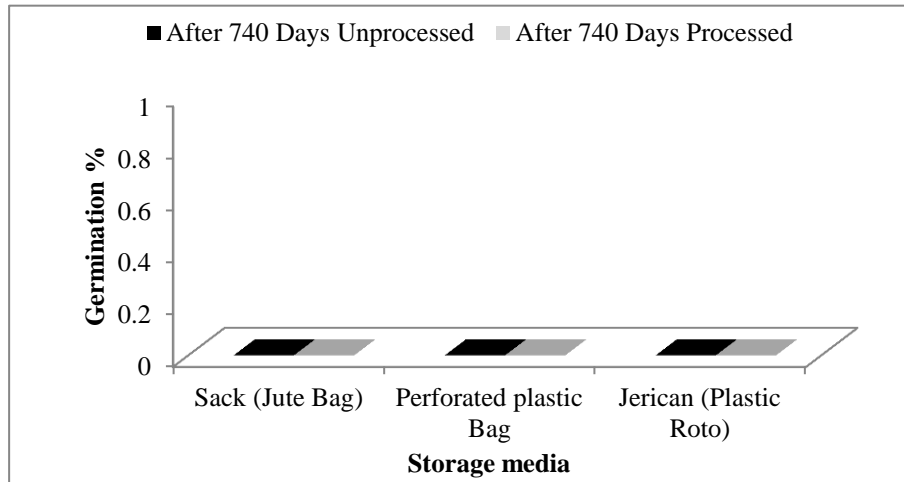 After 740 Days Unprocessed After 740 Days Processed
1
0.8
0.6
0.4
0.2
0
Germination %
Sack (Jute Bag) Perforated plastic Jerican (Plastic
Bag Roto)
Storage media